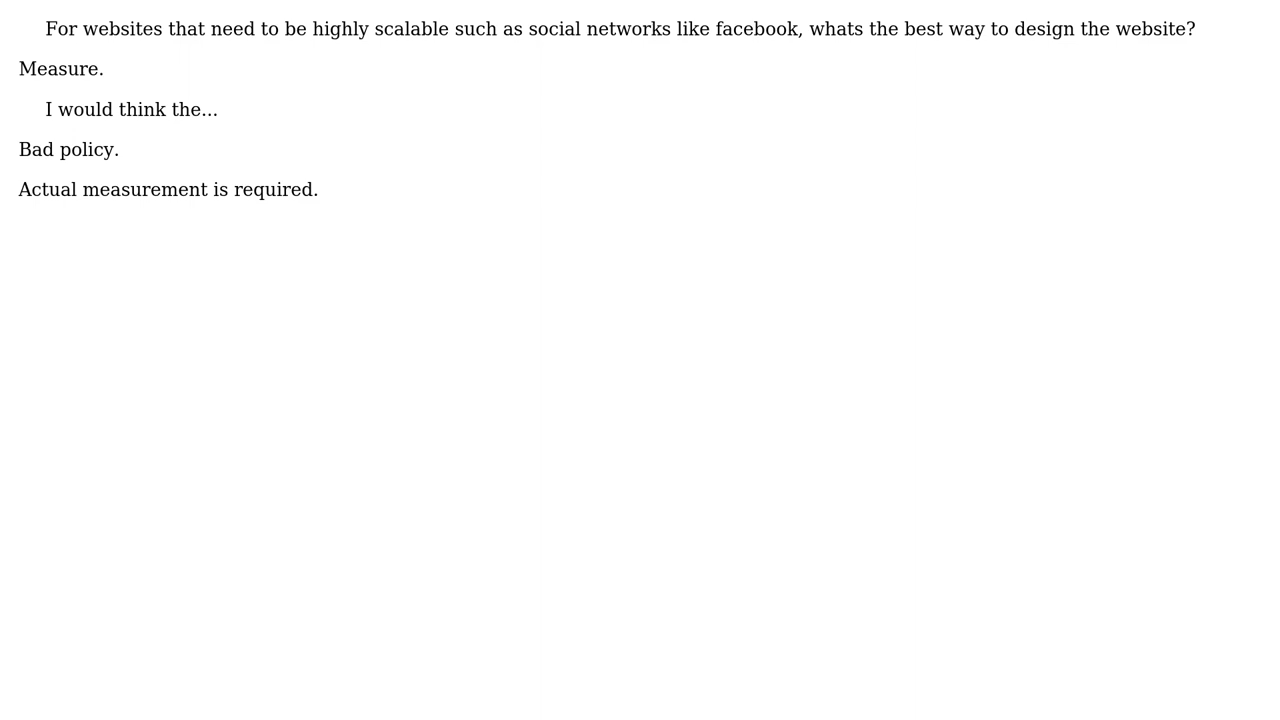 For websites that need to be highly scalable such as social networks like facebook, whats the best way to design the website?
Measure.
I would think the...
Bad policy.
Actual measurement is required.